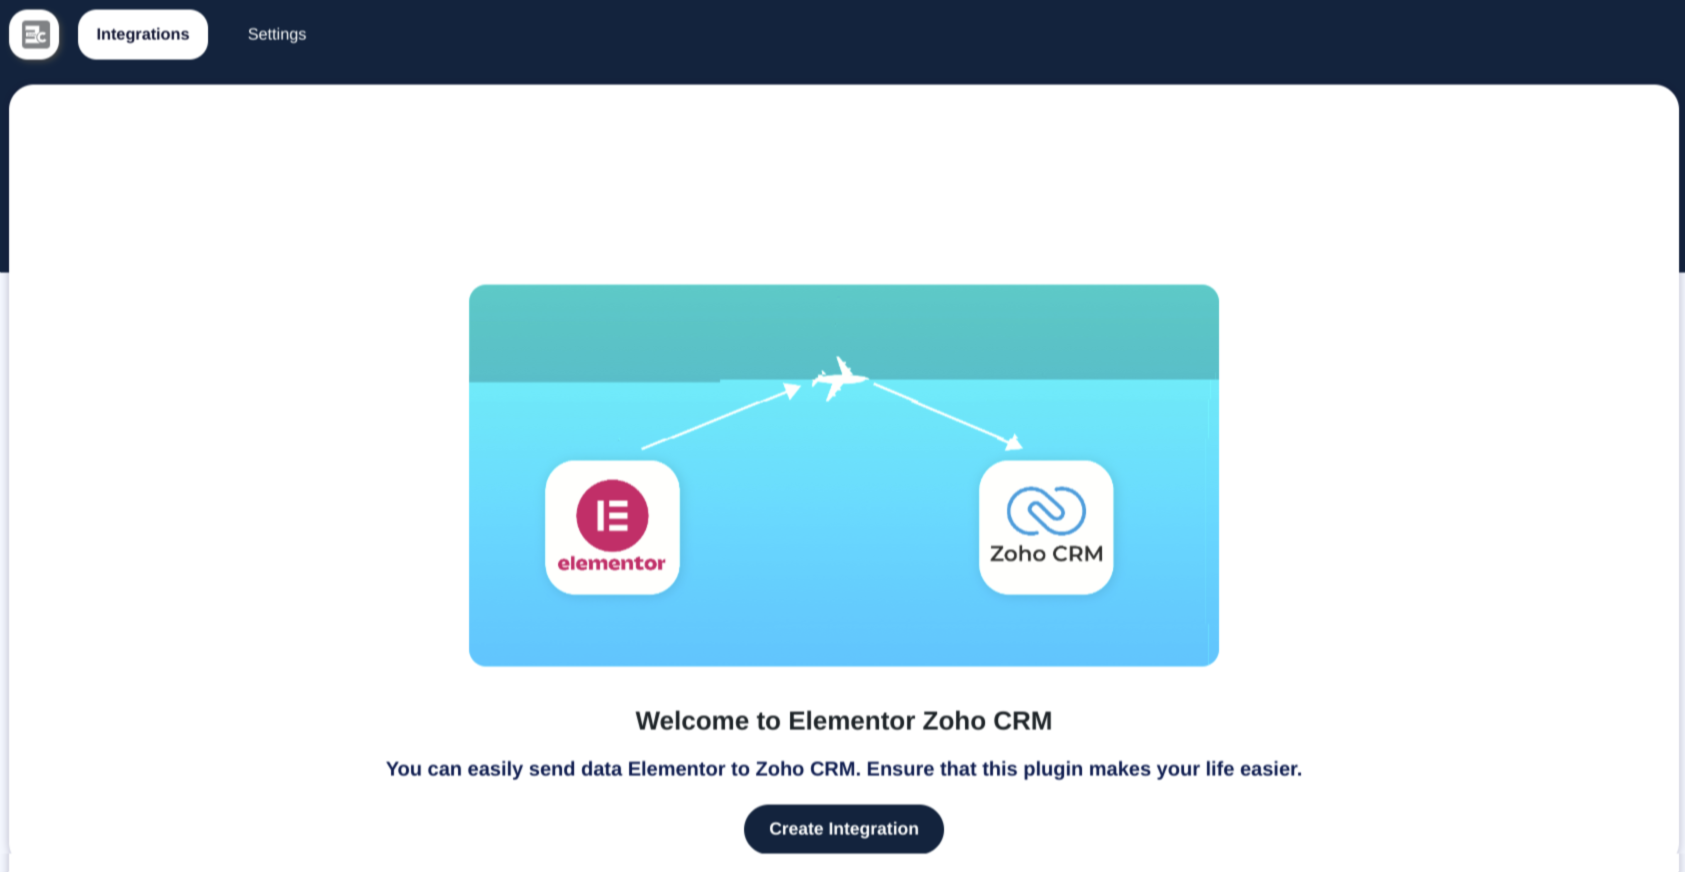 Integrations
Settings
elementor
Zoho CRM
Welcome to Elementor Zoho CRM
You can easily send data Elementor to Zoho CRM. Ensure that this plugin makes your life easier.
Create Integration